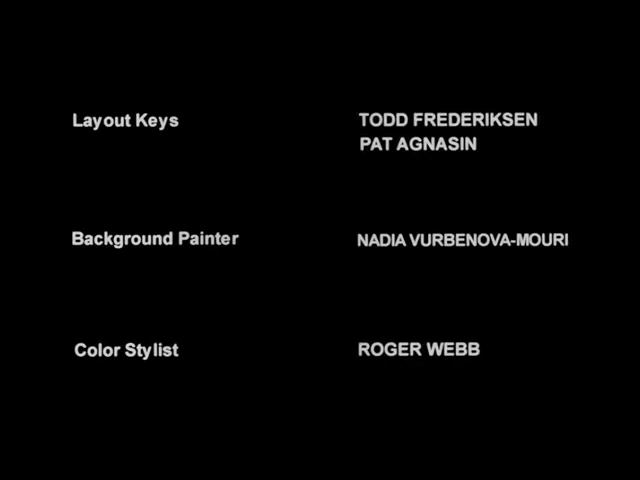 Layout Keys TODD FREDERIKSEN
PAT AGNASIN
Background Painter NADIA VURBENOVA-MOURI
Color Stylist ROGER WEBB